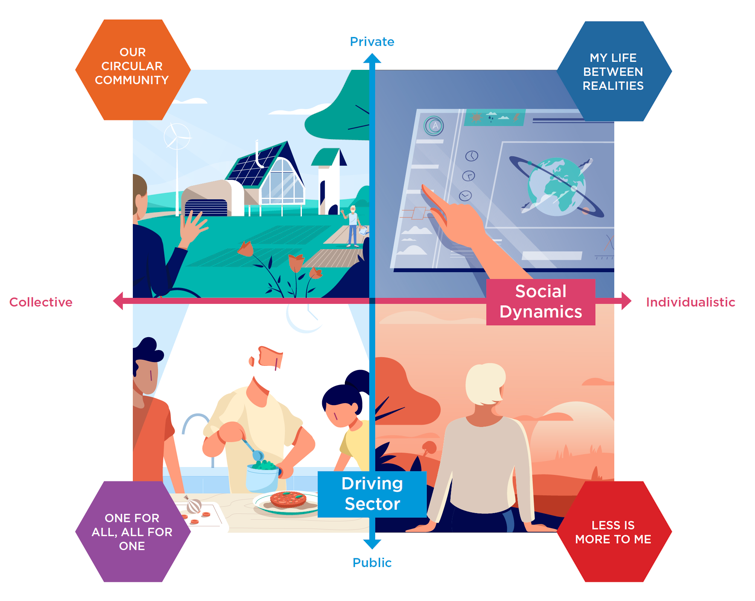 OUR
CIRCULAR
COMMUNITY
Private
MY LIFE
BETWEEN
REALITIES
Collective
Social
Dynamics
Individualistic
Driving
Sector
ONE FOR
ALL, ALL FOR
ONE
Public
LESS IS
MORE TO ME